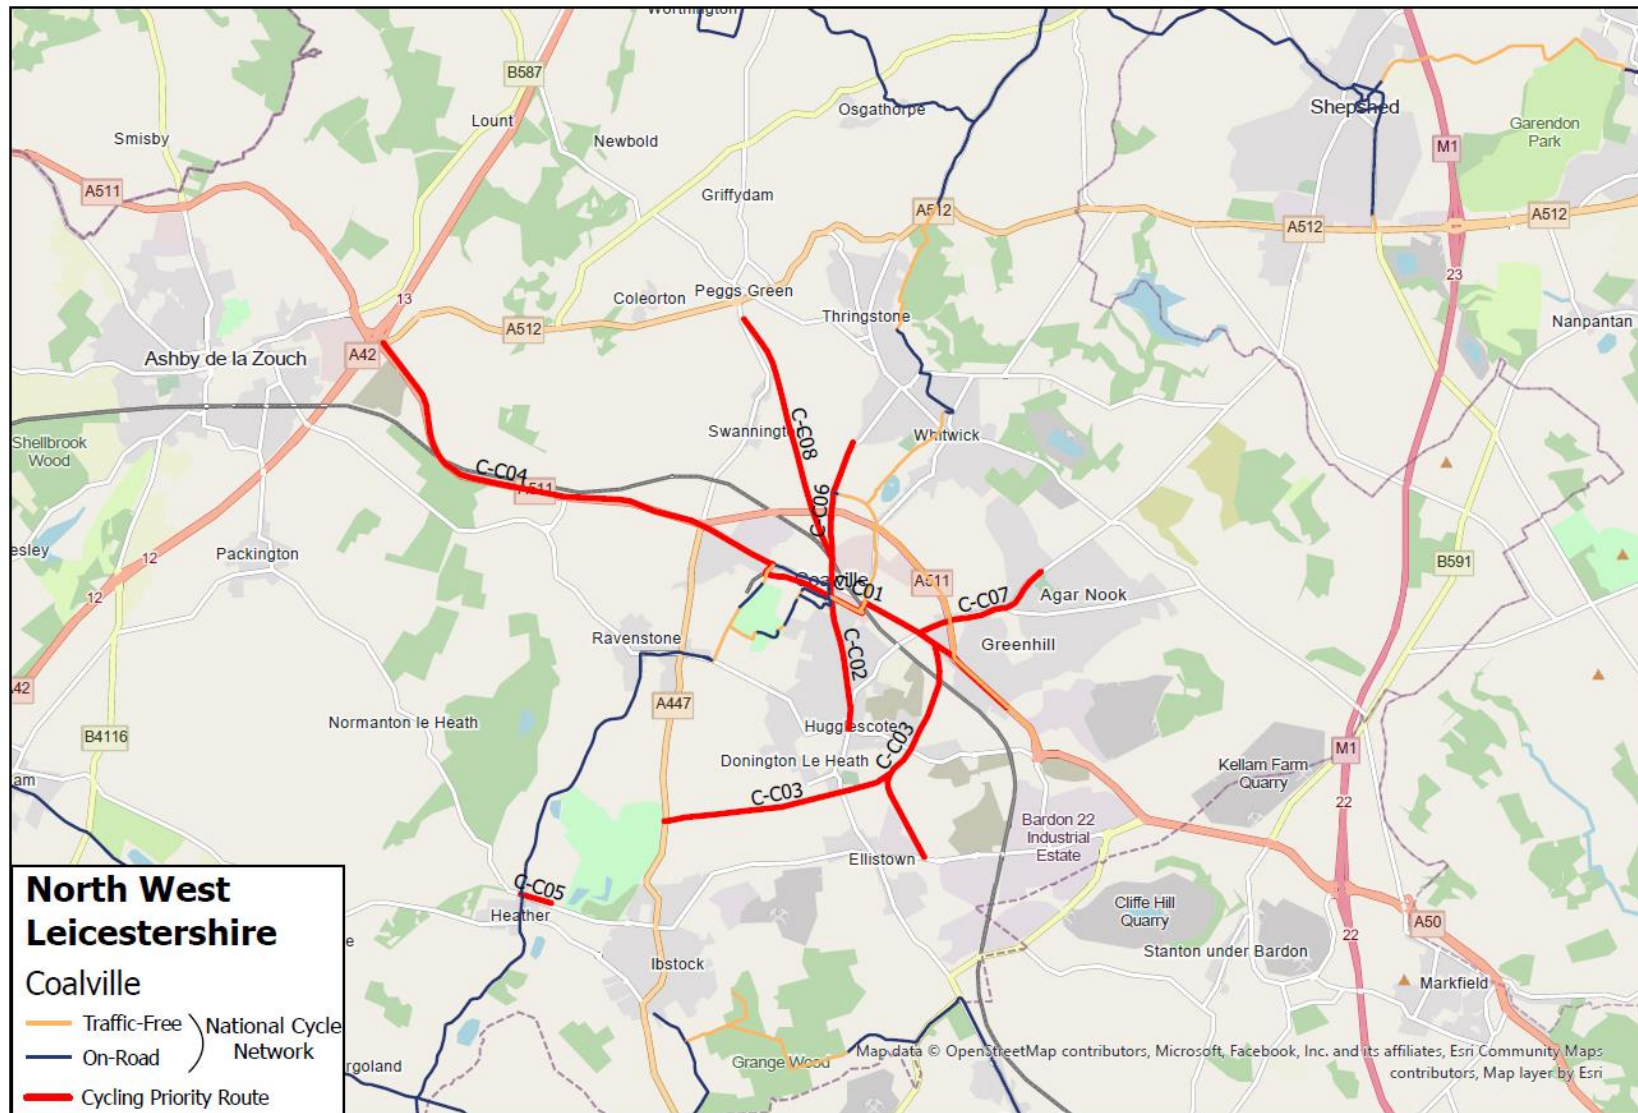 Worthington
B587
Osgathorpe
Shepshed
Lount
Smisby
Newbold
M1
Garendon
Park
A511
Griffydam
A512
A512
A512
23
13
Coleorton
Peggs Green
Thringstone
A512
Nanpantan
A42
Ashby de la Zouch
C-C08
Swannington
Whitwick
Shellbrook
Wood
C-C04
A511
C-C06
esley
Packington
12
B591
Coalville
C-C01
A511
C-C07
Agar Nook
12
Ravenstone
C-C02
Greenhill
42
A447
Normanton le Heath
Hugglescote
B4116
C-C03
M1
Donington Le Heath
Kellam Farm
Quarry
am
C-C03
22
Bardon 22
Industrial
Estate
Ellistown
C-C05
Heather
Cliffe Hill
Quarry
A50
22
e
Stanton under Bardon
Ibstock
Markfield
Grange Wood
rgoland
North West
Leicestershire
Coalville
Traffic-Free
On-Road
National Cycle
Network
Cycling Priority Route
Map data © OpenStreetMap contributors, Microsoft, Facebook, Inc. and its affiliates, Esri Community Maps
contributors, Map layer by Esri